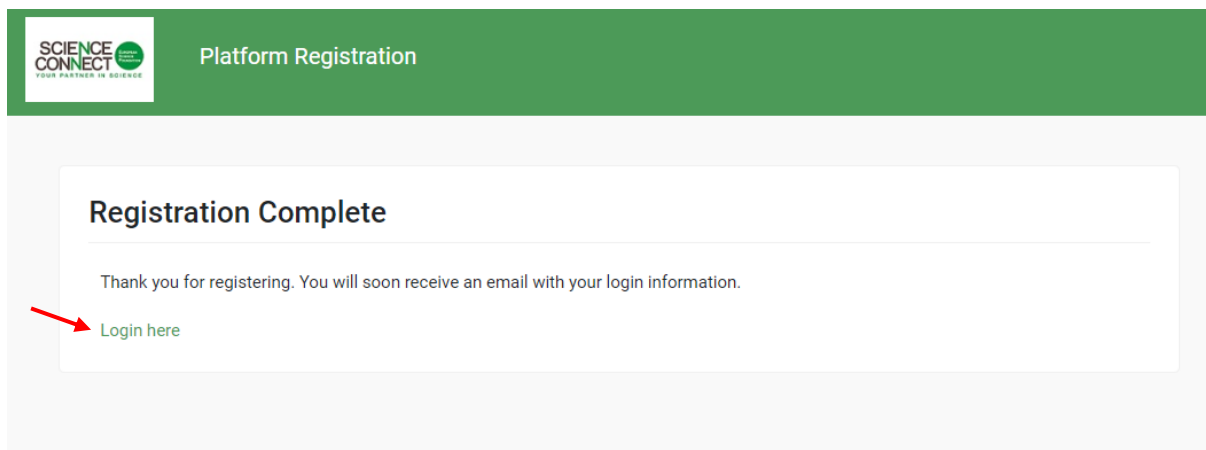 SCIENCE
CONNECT
YOUR PARTNER IN SCIENCE
Platform Registration
Registration Complete
Thank you for registering. You will soon receive an email with your login information.
Login here